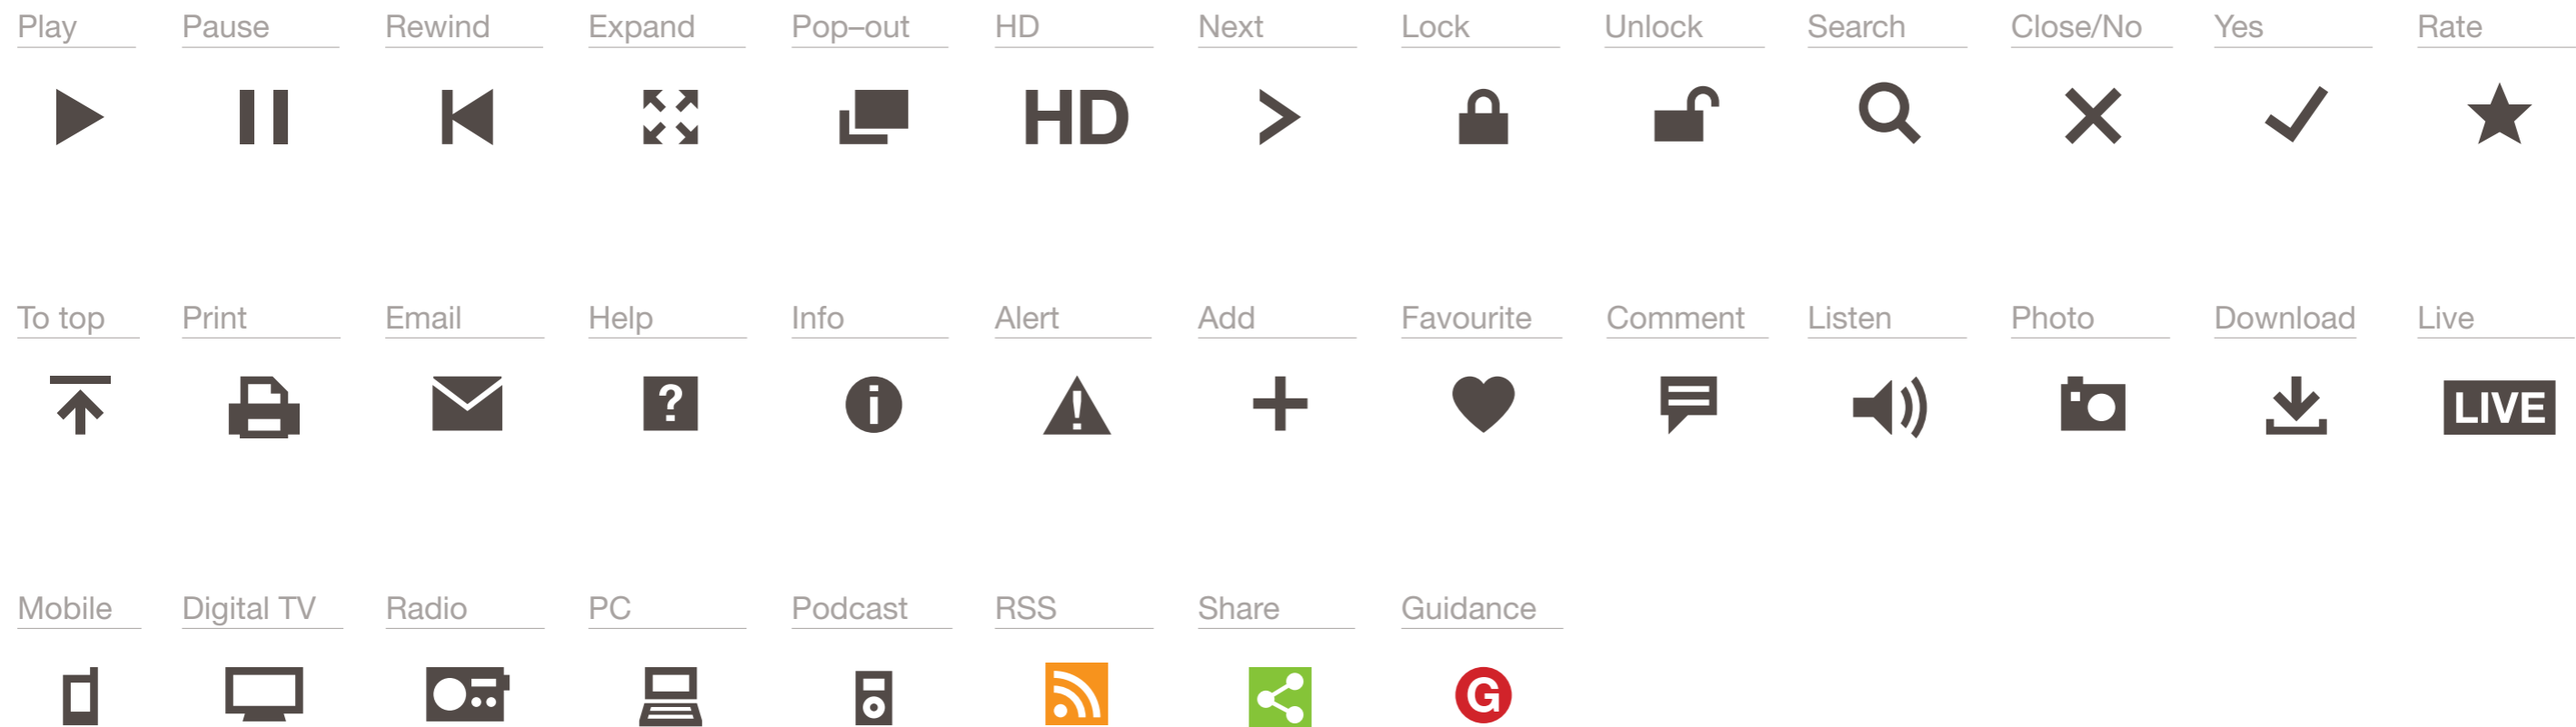 Play Pause Rewind Expand Pop–out HD Next Lock Unlock Search Close/No Yes Rate
HD
To top Print Email Help Info Alert Add Favourite Comment Listen Photo Download Live
? i ! LIVE
Mobile Digital TV Radio PC Podcast RSS Share Guidance
G